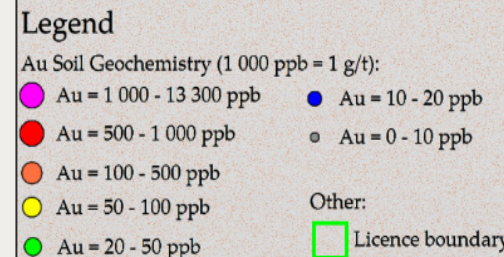 Legend
Au Soil Geochemistry (1 000 ppb = 1 g/t):
Au = 1 000 - 13 300 ppb
Au = 500 - 1 000 ppb
Au = 100 - 500 ppb
Au = 50 - 100 ppb
Au = 20 - 50 ppb
Au = 10 - 20 ppb
Au = 0 - 10 ppb
Other:
Licence boundary